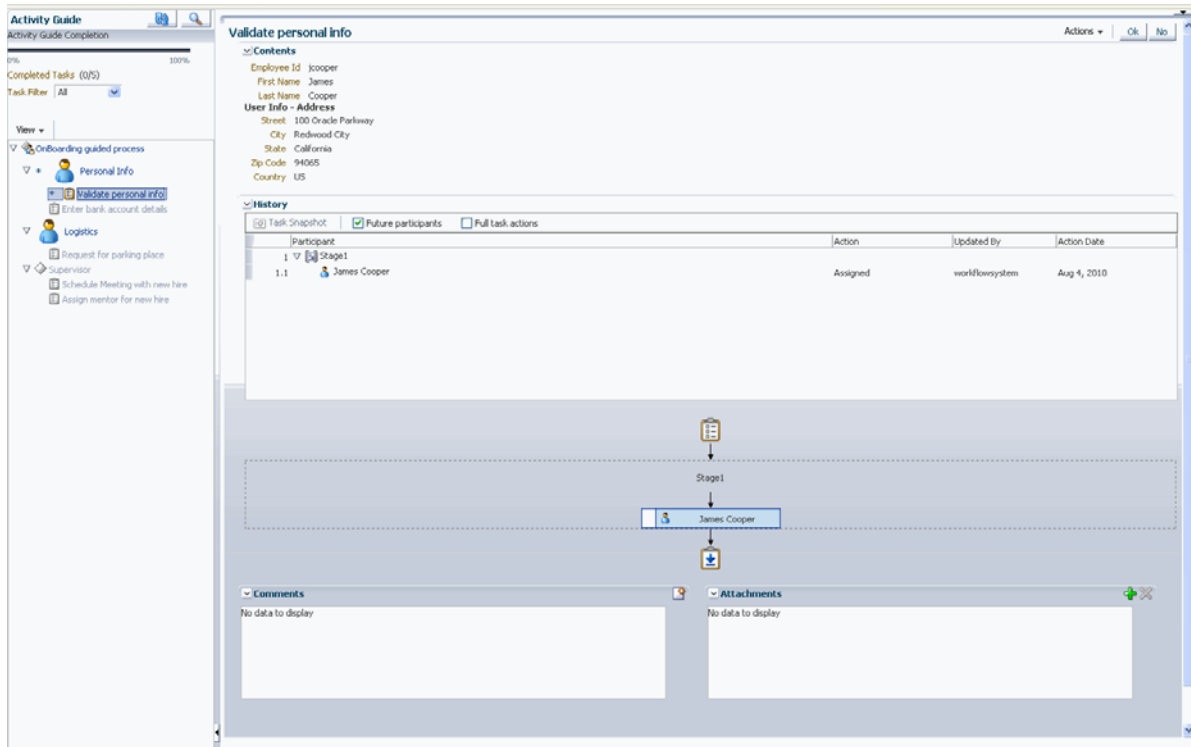 Activity Guide
Activity Guide Completion
0% 100%
Completed Tasks (0/5)
Task Filter All
View
OnBoarding guided process
Personal Info
Validate personal info
Enter bank account details
Logistics
Request for parking place
Supervisor
Schedule Meeting with new hire
Assign mentor for new hire
Validate personal info
Actions Ok No
Contents
Employee Id jcooper
First Name James
Last Name Cooper
User Info - Address
Street 100 Oracle Parkway
City Redwood City
State California
Zip Code 94065
Country US
History
Task Snapshot Future participants Full task actions
Participant Action Updated By Action Date
1 Stage1
1.1 James Cooper Assigned workflowsystem Aug 4, 2010
Stage1
James Cooper
Comments
No data to display
Attachments
No data to display